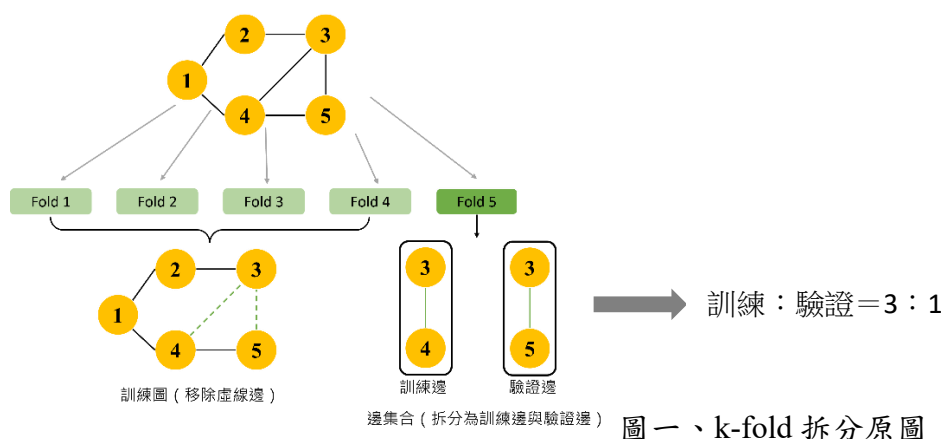 2
3
1
4
5
Fold 1
Fold 2
Fold 3
Fold 4
Fold 5
2
3
1
4
5
3
4
3
5
訓練：驗證＝3：1
訓練邊
驗證邊
訓練圖（移除虛線邊）
邊集合（拆分為訓練邊與驗證邊）
圖一、k-fold 拆分原圖